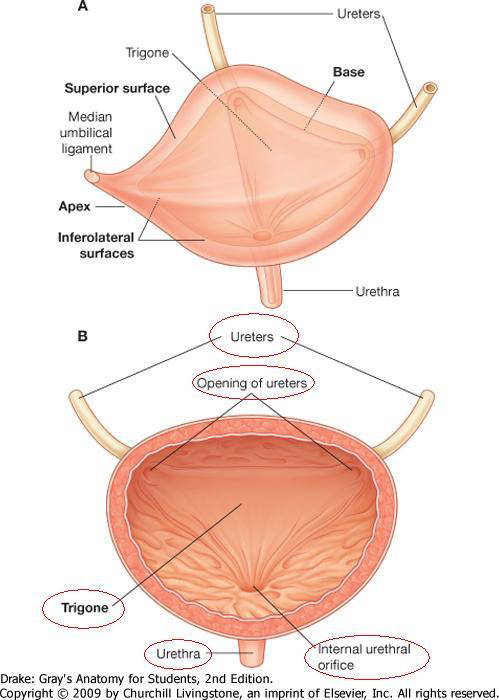 A
Ureters
Trigone
Base
Superior surface
Median
umbilical
ligament
Apex
Inferolateral
surfaces
Urethra
B
Ureters
Opening of ureters
Trigone
Urethra
Internal urethral
orifice
Drake: Gray's Anatomy for Students, 2nd Edition.
Copyright © 2009 by Churchill Livingstone, an imprint of Elsevier, Inc. All rights reserved.